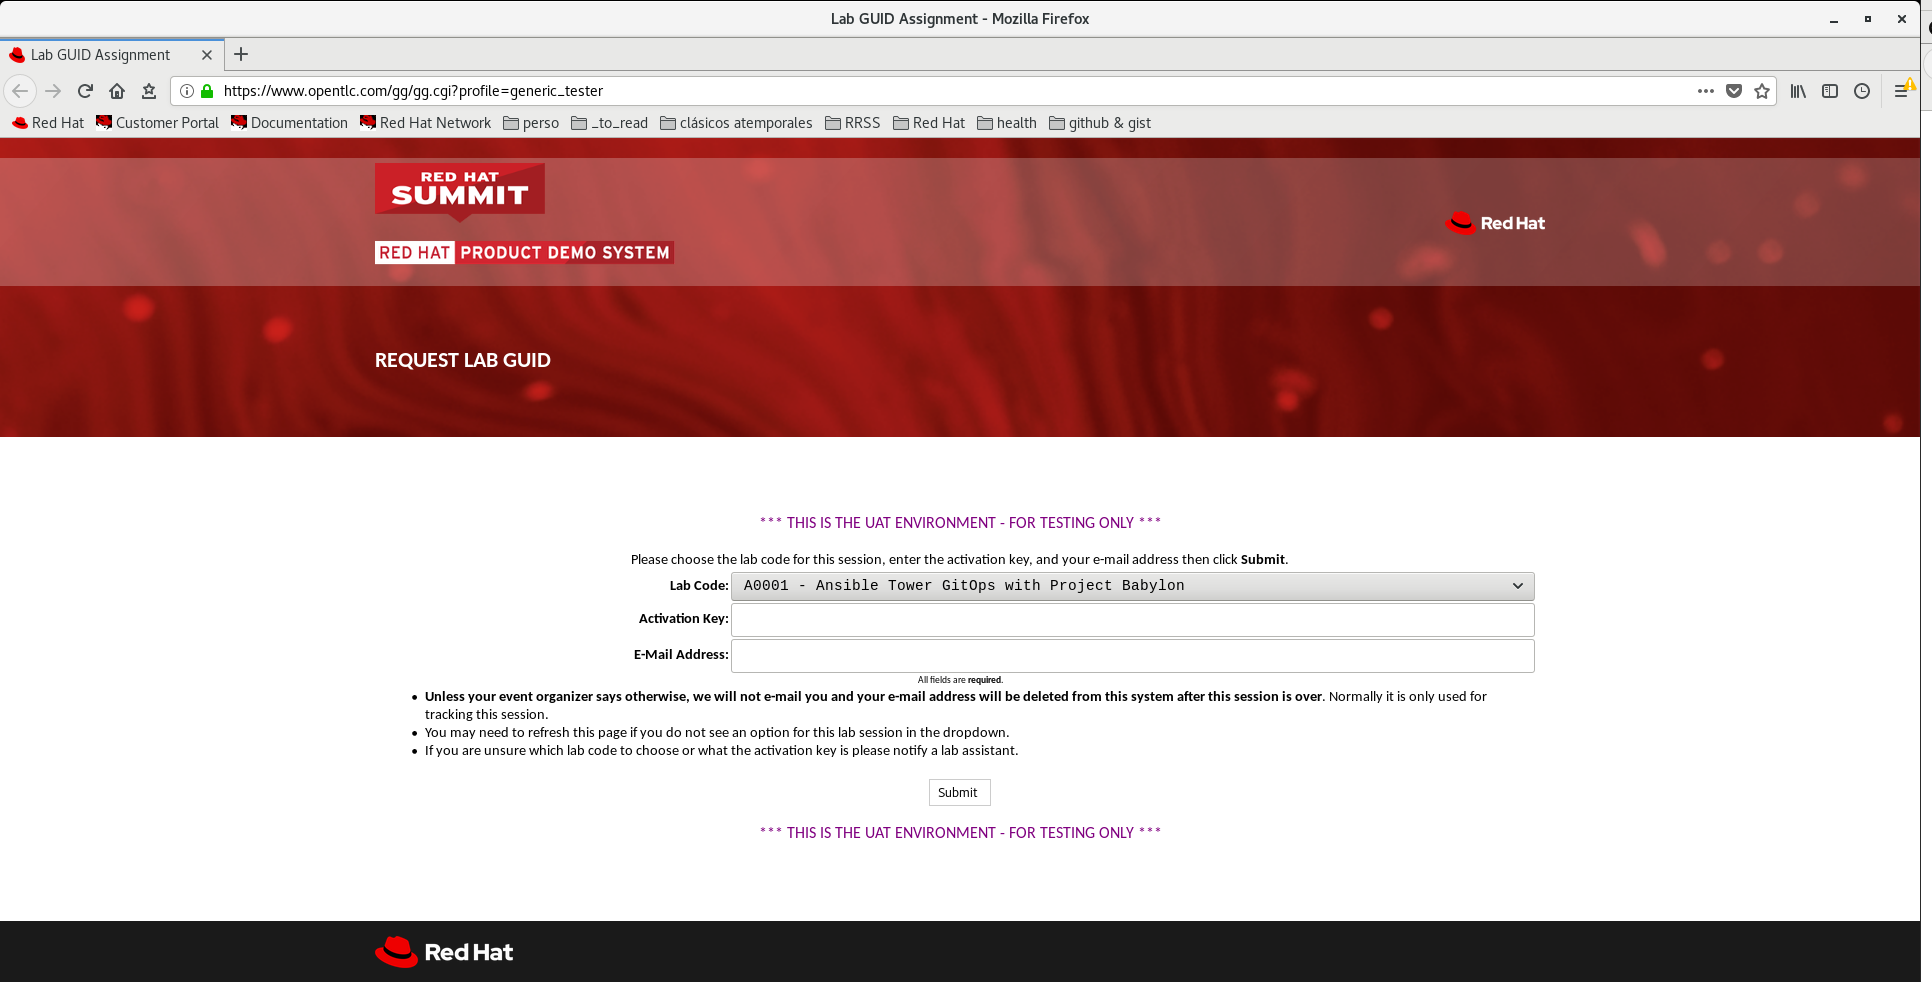 Lab GUID Assignment - Mozilla Firefox
Lab GUID Assignment
https://www.opentlc.com/gg/gg.cgi?profile=generic_tester
Red Hat Customer Portal Documentation Red Hat Network perso _to_read clásicos atemporales RRSS Red Hat health github & gist
RED HAT
SUMMIT
Red Hat
RED HAT PRODUCT DEMO SYSTEM
REQUEST LAB GUID
*** THIS IS THE UAT ENVIRONMENT - FOR TESTING ONLY ***
Please choose the lab code for this session, enter the activation key, and your e-mail address then click Submit.
Lab Code: A0001 - Ansible Tower GitOps with Project Babylon
Activation Key:
E-Mail Address:
All fields are required.
• Unless your event organizer says otherwise, we will not e-mail you and your e-mail address will be deleted from this system after this session is over. Normally it is only used for
tracking this session.
• You may need to refresh this page if you do not see an option for this lab session in the dropdown.
• If you are unsure which lab code to choose or what the activation key is please notify a lab assistant.
Submit
*** THIS IS THE UAT ENVIRONMENT - FOR TESTING ONLY ***
Red Hat